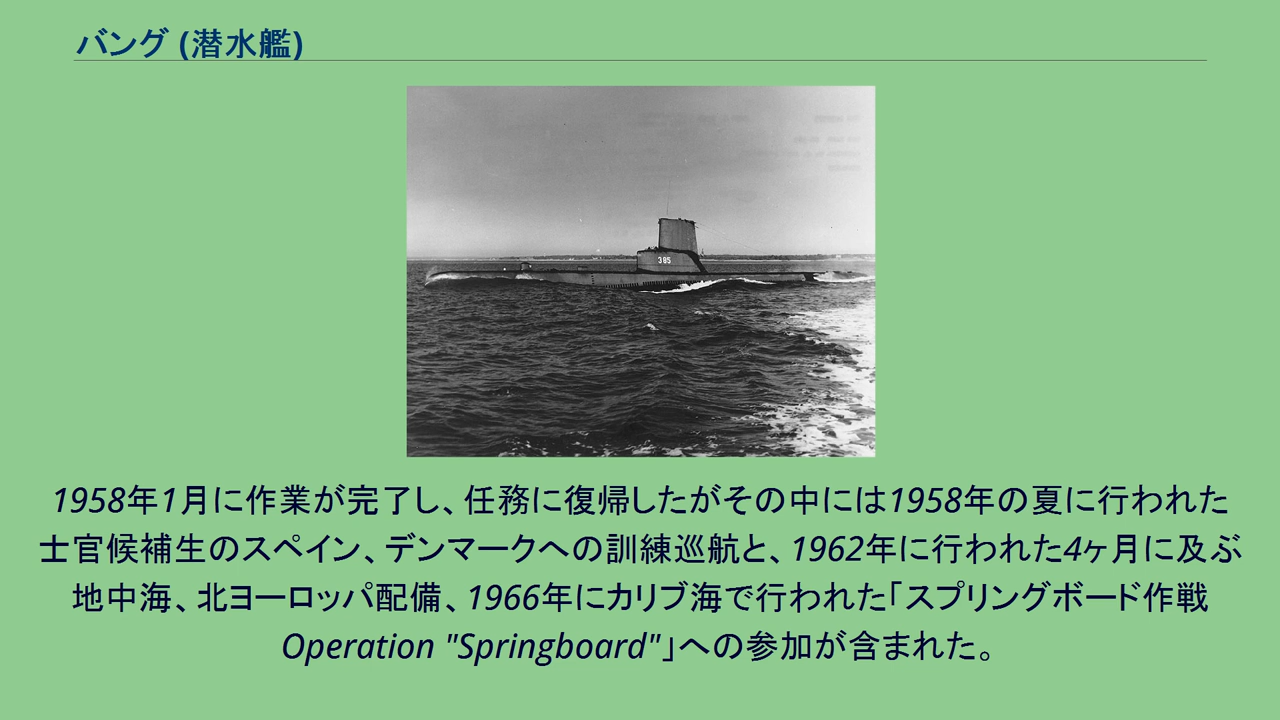 バング (潜水艦)
385
1958年1月に作業が完了し、任務に復帰したがその中には1958年の夏に行われた
士官候補生のスペイン、デンマークへの訓練巡航と、1962年に行われた4ヶ月に及ぶ
地中海、北ヨーロッパ配備、1966年にカリブ海で行われた「スプリングボード作戦
Operation "Springboard"」への参加が含まれた。